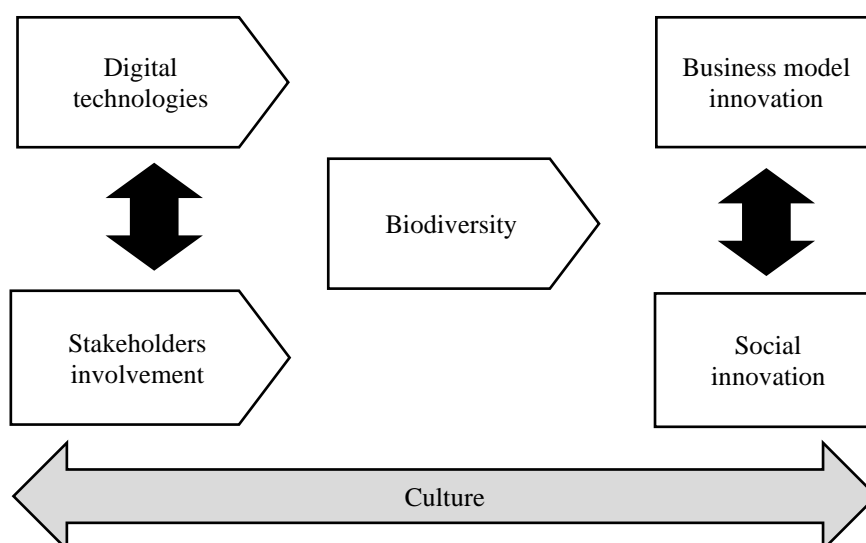 Digital
technologies
Business model
innovation
Biodiversity
Stakeholders
involvement
Social
innovation
Culture